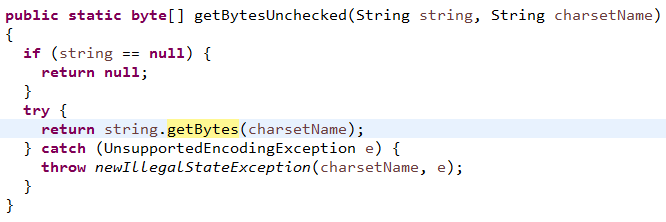 public static byte[] getBytesUnchecked(String string, String charsetName)
{
  if (string == null) {
    return null;
  }
  try {
    return string.getBytes(charsetName);
  } catch (UnsupportedEncodingException e) {
    throw newIllegalStateException(charsetName, e);
  }
}